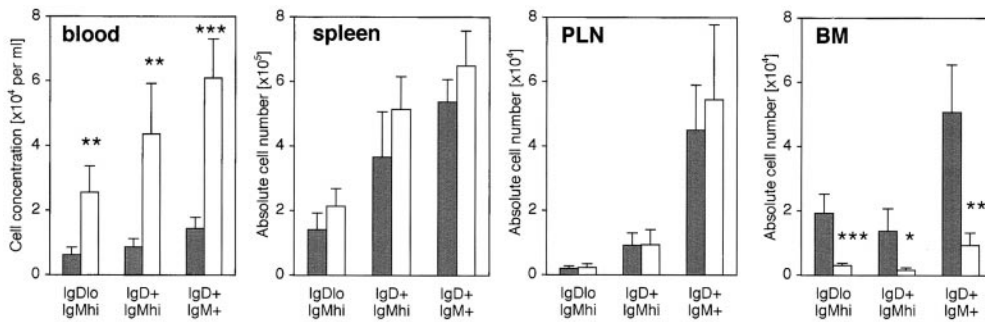 blood
Cell concentration [x10⁴ per ml]
8
6
4
2
0
**
**
***
IgDlo
IgMhi
IgD+
IgMhi
IgD+
IgM+
spleen
Absolute cell number [x10⁵]
8
6
4
2
0
IgDlo
IgMhi
IgD+
IgMhi
IgD+
IgM+
PLN
Absolute cell number [x10⁴]
8
6
4
2
0
IgDlo
IgMhi
IgD+
IgMhi
IgD+
IgM+
BM
Absolute cell number [x10⁴]
8
6
4
2
0
***
*
**
IgDlo
IgMhi
IgD+
IgMhi
IgD+
IgM+